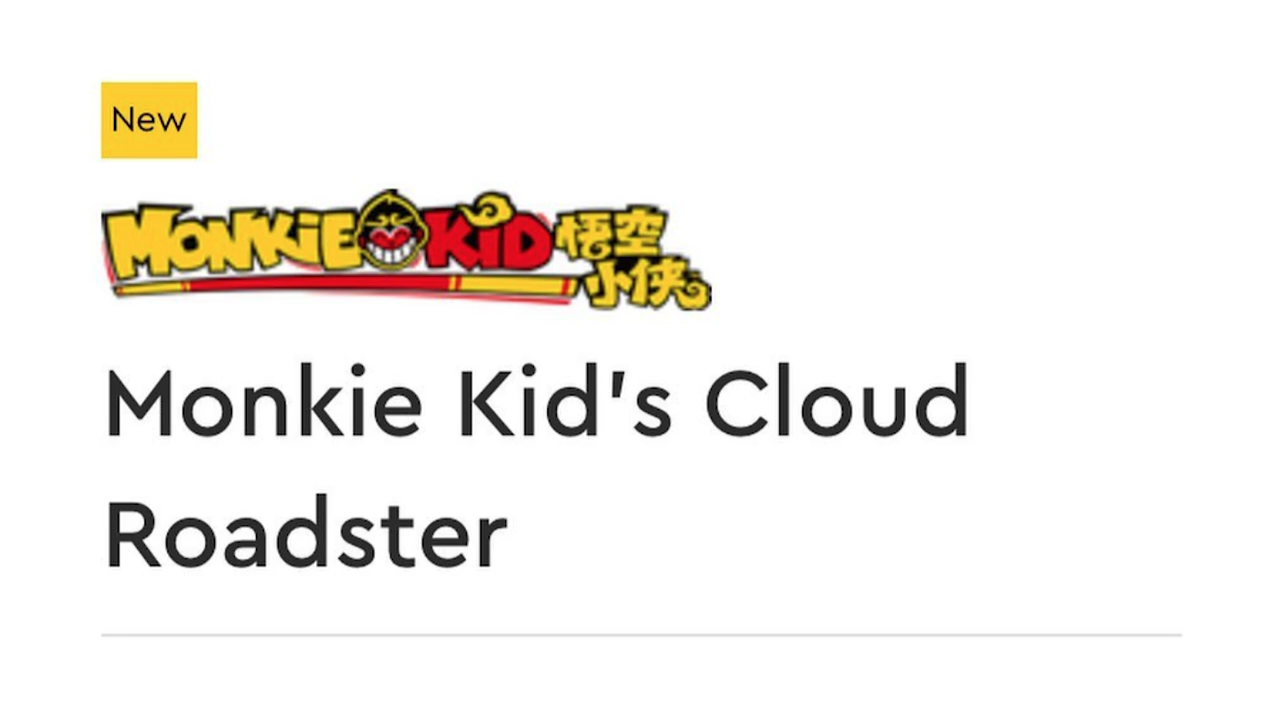 New
MONKiE KiD 悟空
小侠
Monkie Kid's Cloud
Roadster